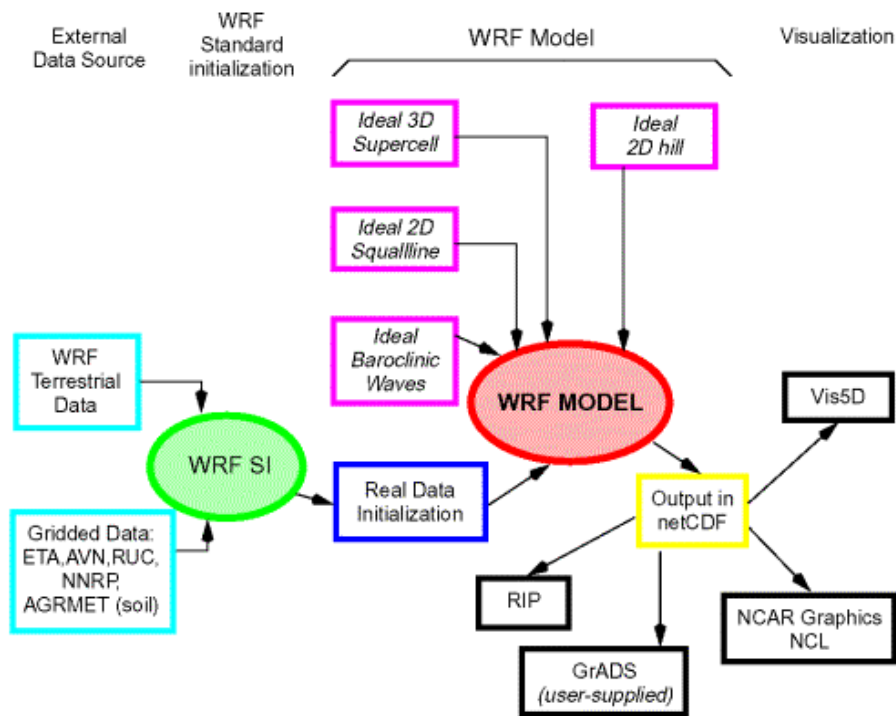 External
Data Source
WRF
Standard
initialization
WRF Model
Visualization
Ideal 3D
Supercell
Ideal
2D hill
Ideal 2D
Squallline
Ideal
Baroclinic
Waves
WRF
Terrestrial
Data
WRF MODEL
Vis5D
WRF SI
Real Data
Initialization
Output in
netCDF
Gridded Data:
ETA,AVN,RUC,
NNRP,
AGRMET (soil)
RIP
NCAR Graphics
NCL
GrADS
(user-supplied)